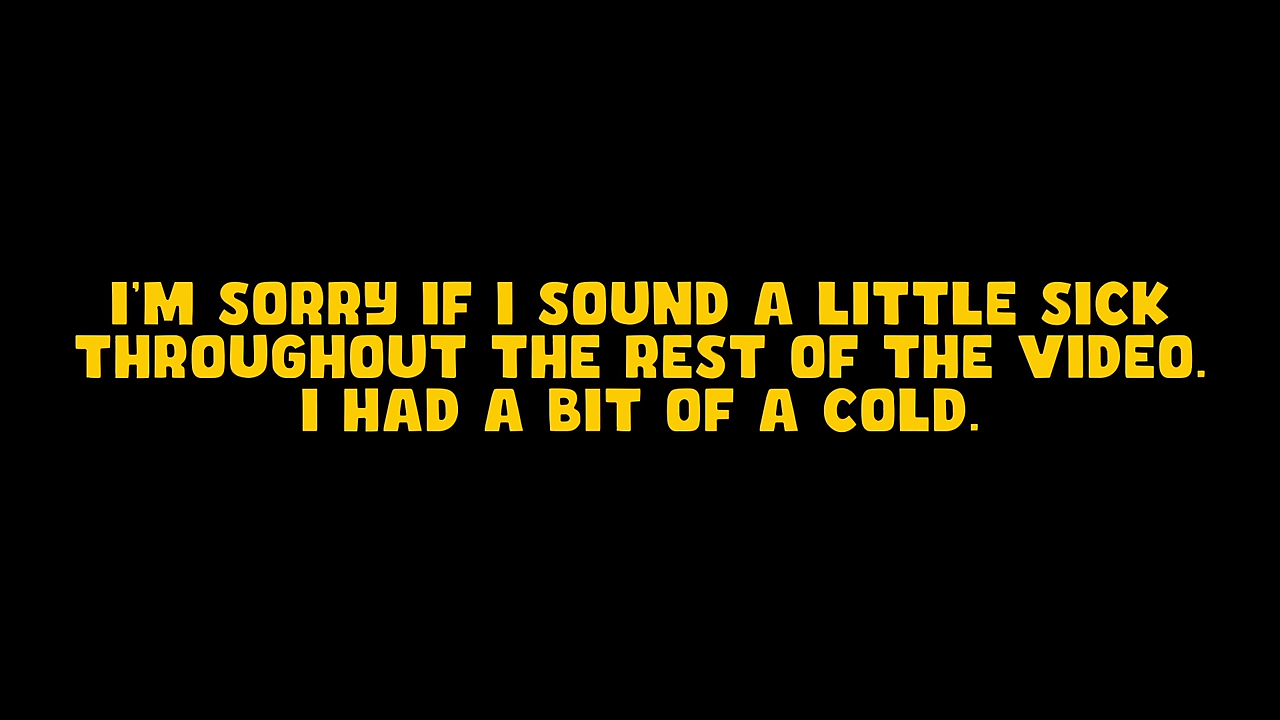 I'M SORRY IF I SOUND A LITTLE SICK
THROUGHOUT THE REST OF THE VIDEO.
I HAD A BIT OF A COLD.